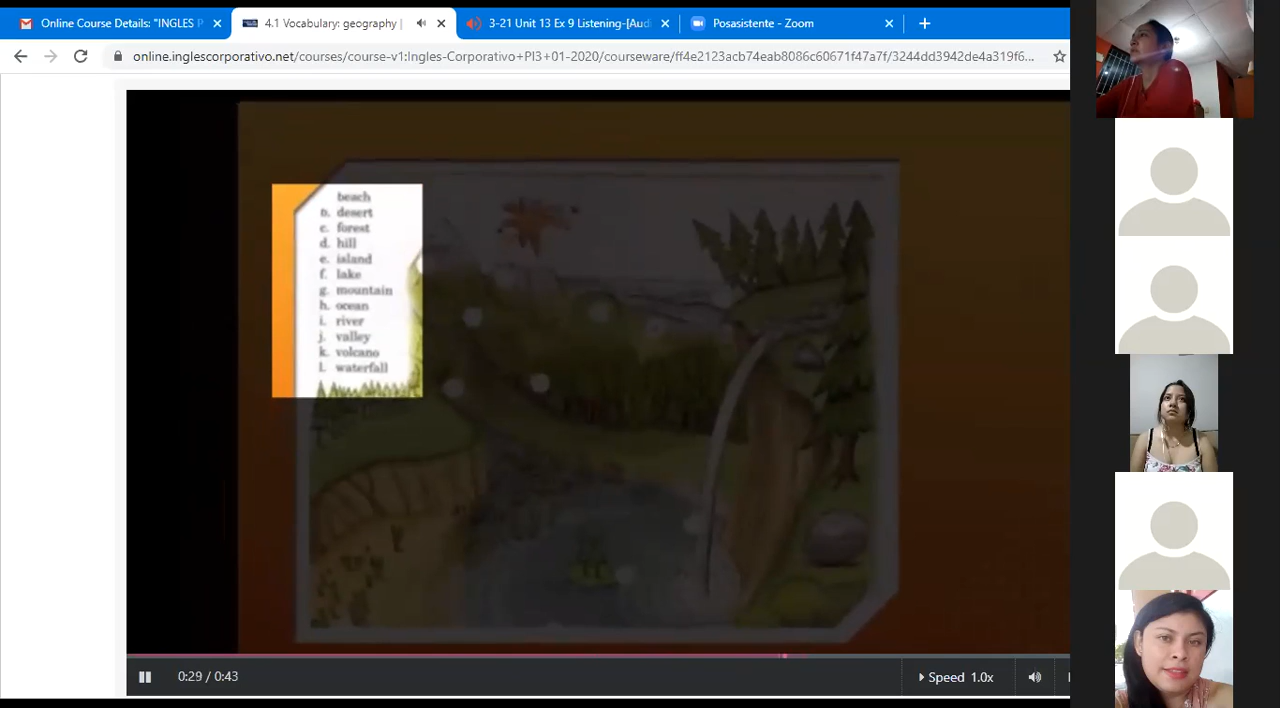 Online Course Details: "INGLES P
4.1 Vocabulary: geography |
3-21 Unit 13 Ex 9 Listening-[Aud
Posasistente - Zoom
online.inglescorporativo.net/courses/course-v1:Ingles-Corporativo+PI3+01-2020/courseware/ff4e2123acb74eab8086c60671f47a7f/3244dd3942de4a319f6...
beach
b. desert
c. forest
d. hill
e. island
f. lake
g. mountain
h. ocean
i. river
j. valley
k. volcano
l. waterfall
0:29 / 0:43
Speed 1.0x